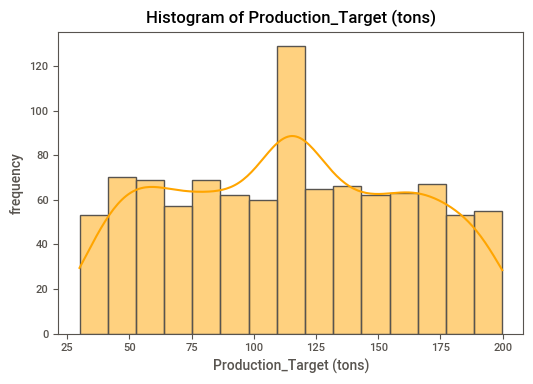 Histogram of Production_Target (tons)
frequency
120
100
80
60
40
20
0
25 50 75 100 125 150 175 200
Production_Target (tons)